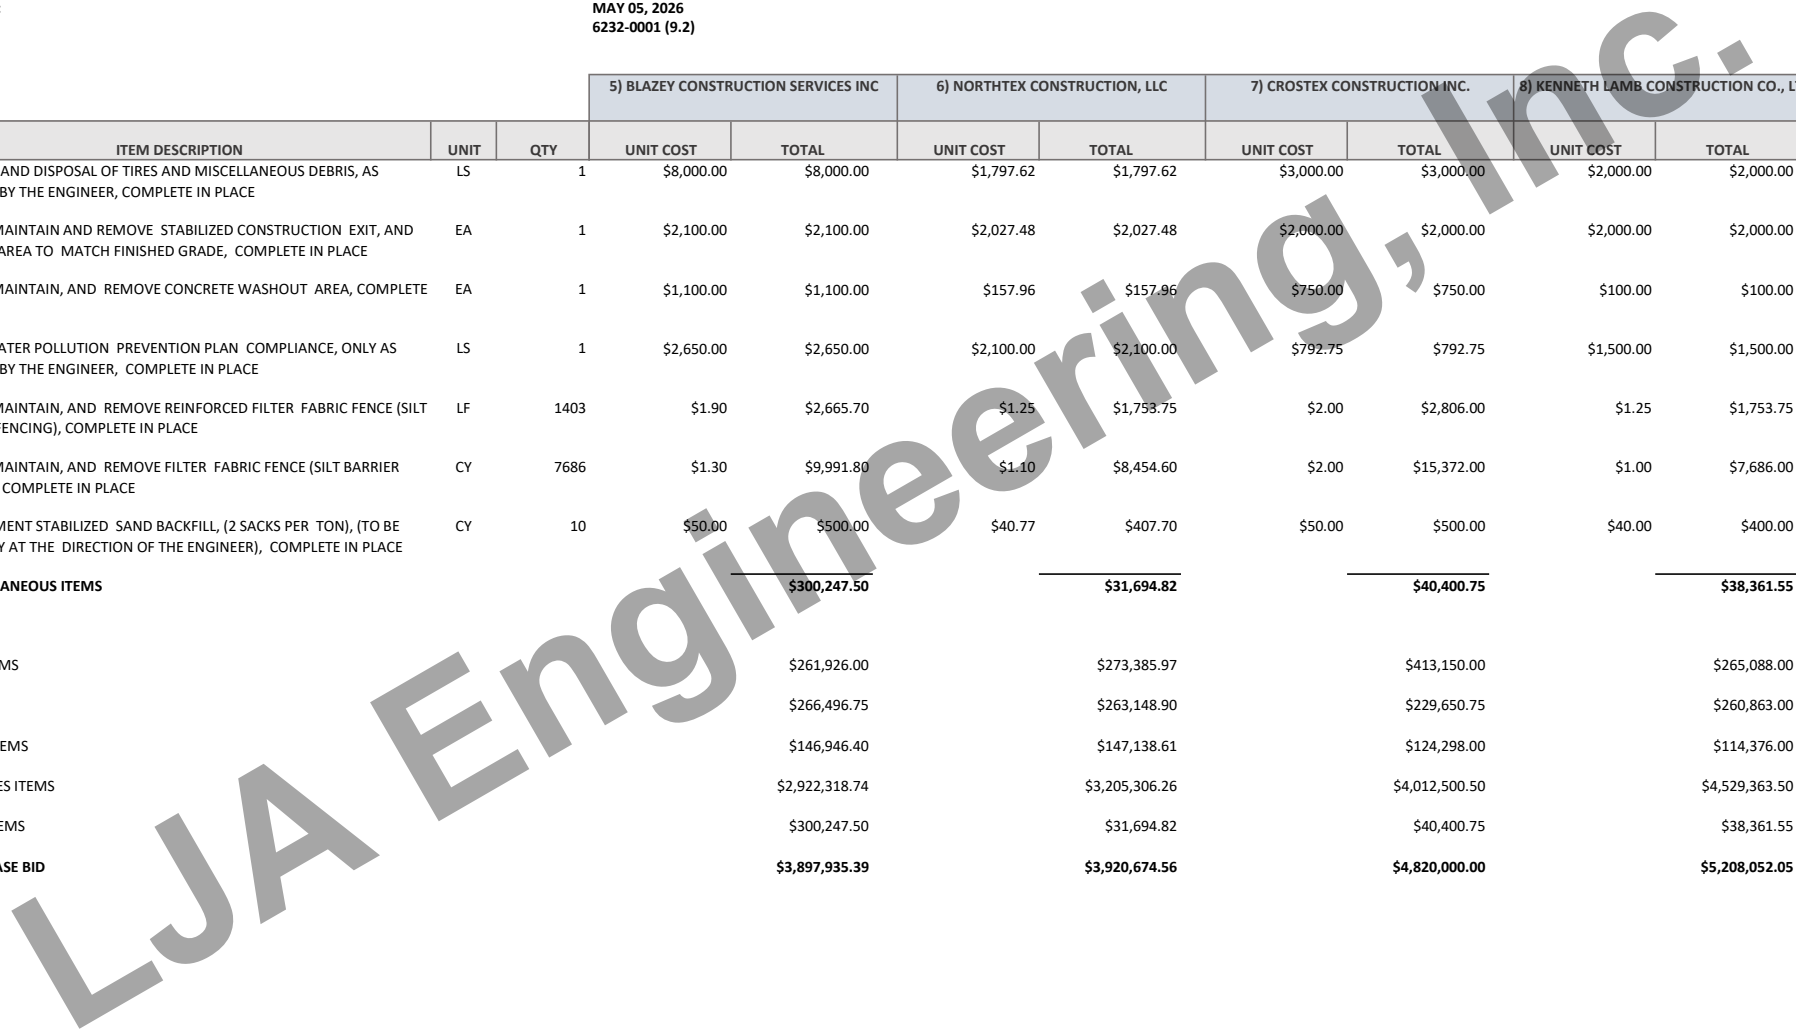 MAY 05, 2026
6232-0001 (9.2)
5) BLAZEY CONSTRUCTION SERVICES INC 6) NORTHTEX CONSTRUCTION, LLC 7) CROSTEX CONSTRUCTION INC. 8) KENNETH LAMB CONSTRUCTION CO.,
ITEM DESCRIPTION UNIT QTY UNIT COST TOTAL UNIT COST TOTAL UNIT COST TOTAL UNIT COST TOTAL
AND DISPOSAL OF TIRES AND MISCELLANEOUS DEBRIS, AS LS 1 $8,000.00 $8,000.00 $1,797.62 $1,797.62 $3,000.00 $3,000.00 $2,000.00 $2,000.00
BY THE ENGINEER, COMPLETE IN PLACE
MAINTAIN AND REMOVE STABILIZED CONSTRUCTION EXIT, AND EA 1 $2,100.00 $2,100.00 $2,027.48 $2,027.48 $2,000.00 $2,000.00 $2,000.00 $2,000.00
AREA TO MATCH FINISHED GRADE, COMPLETE IN PLACE
MAINTAIN, AND REMOVE CONCRETE WASHOUT AREA, COMPLETE EA 1 $1,100.00 $1,100.00 $157.96 $157.96 $750.00 $750.00 $100.00 $100.00
ATER POLLUTION PREVENTION PLAN COMPLIANCE, ONLY AS LS 1 $2,650.00 $2,650.00 $2,100.00 $2,100.00 $792.75 $792.75 $1,500.00 $1,500.00
BY THE ENGINEER, COMPLETE IN PLACE
MAINTAIN, AND REMOVE REINFORCED FILTER FABRIC FENCE (SILT LF 1403 $1.90 $2,665.70 $1.25 $1,753.75 $2.00 $2,806.00 $1.25 $1,753.75
FENCING), COMPLETE IN PLACE
MAINTAIN, AND REMOVE FILTER FABRIC FENCE (SILT BARRIER CY 7686 $1.30 $9,991.80 $1.10 $8,454.60 $2.00 $15,372.00 $1.00 $7,686.00
COMPLETE IN PLACE
MENT STABILIZED SAND BACKFILL, (2 SACKS PER TON), (TO BE CY 10 $50.00 $500.00 $40.77 $407.70 $50.00 $500.00 $40.00 $400.00
Y AT THE DIRECTION OF THE ENGINEER), COMPLETE IN PLACE
ANEOUS ITEMS $300,247.50 $31,694.82 $40,400.75 $38,361.55
MS $261,926.00 $273,385.97 $413,150.00 $265,088.00
$266,496.75 $263,148.90 $229,650.75 $260,863.00
EMS $146,946.40 $147,138.61 $124,298.00 $114,376.00
ES ITEMS $2,922,318.74 $3,205,306.26 $4,012,500.50 $4,529,363.50
EMS $300,247.50 $31,694.82 $40,400.75 $38,361.55
ASE BID $3,897,935.39 $3,920,674.56 $4,820,000.00 $5,208,052.05
LJA Engineering, Inc.